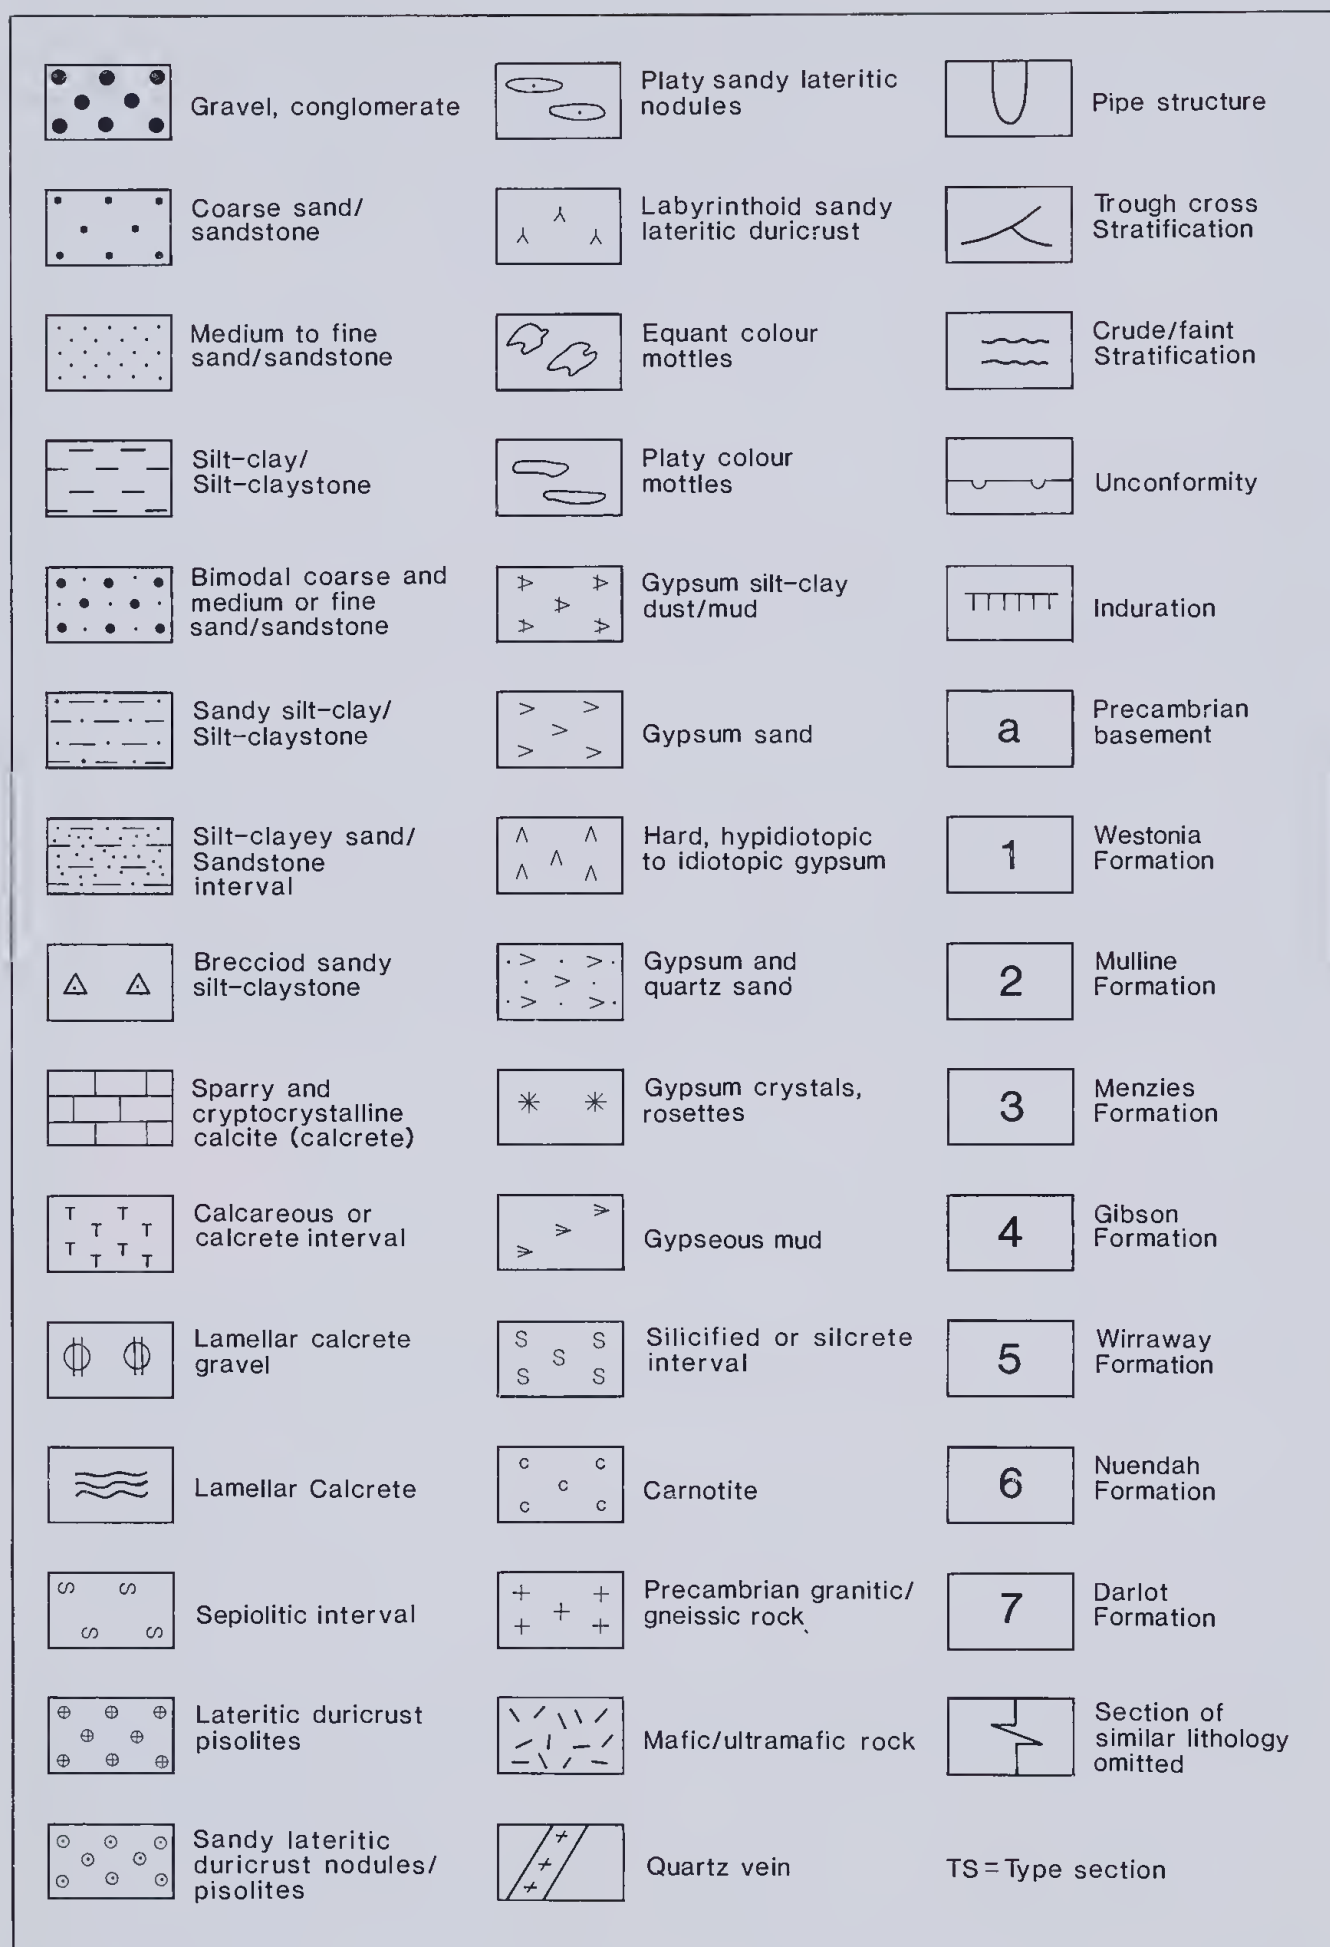 Gravel, conglomerate
Coarse sand/
sandstone
Medium to fine
sand/sandstone
Silt-clay/
Silt-claystone
Bimodal coarse and
medium or fine
sand/sandstone
Sandy silt-clay/
Silt-claystone
Silt-clayey sand/
Sandstone
interval
Brecciod sandy
silt-claystone
Sparry and
cryptocrystalline
calcite (calcrete)
T T
T T
T T
T T
Calcareous or
calcrete interval
Lamellar calcrete
gravel
Lamellar Calcrete
Sepiolitic interval
Lateritic duricrust
pisolites
Sandy lateritic
duricrust nodules/
pisolites
Platy sandy lateritic
nodules
Labyrinthoid sandy
lateritic duricrust
Equant colour
mottles
Platy colour
mottles
Gypsum silt-clay
dust/mud
Gypsum sand
Hard, hypidiotopic
to idiotopic gypsum
Gypsum and
quartz sand
Gypsum crystals,
rosettes
Gypseous mud
S S
S
S S
Silicified or silcrete
interval
c c
c
c c
Carnotite
Precambrian granitic/
gneissic rock
Mafic/ultramafic rock
Quartz vein
Pipe structure
Trough cross
Stratification
Crude/faint
Stratification
Unconformity
Induration
a
Precambrian
basement
1
Westonia
Formation
2
Mulline
Formation
3
Menzies
Formation
4
Gibson
Formation
5
Wirraway
Formation
6
Nuendah
Formation
7
Darlot
Formation
Section of
similar lithology
omitted
TS = Type section